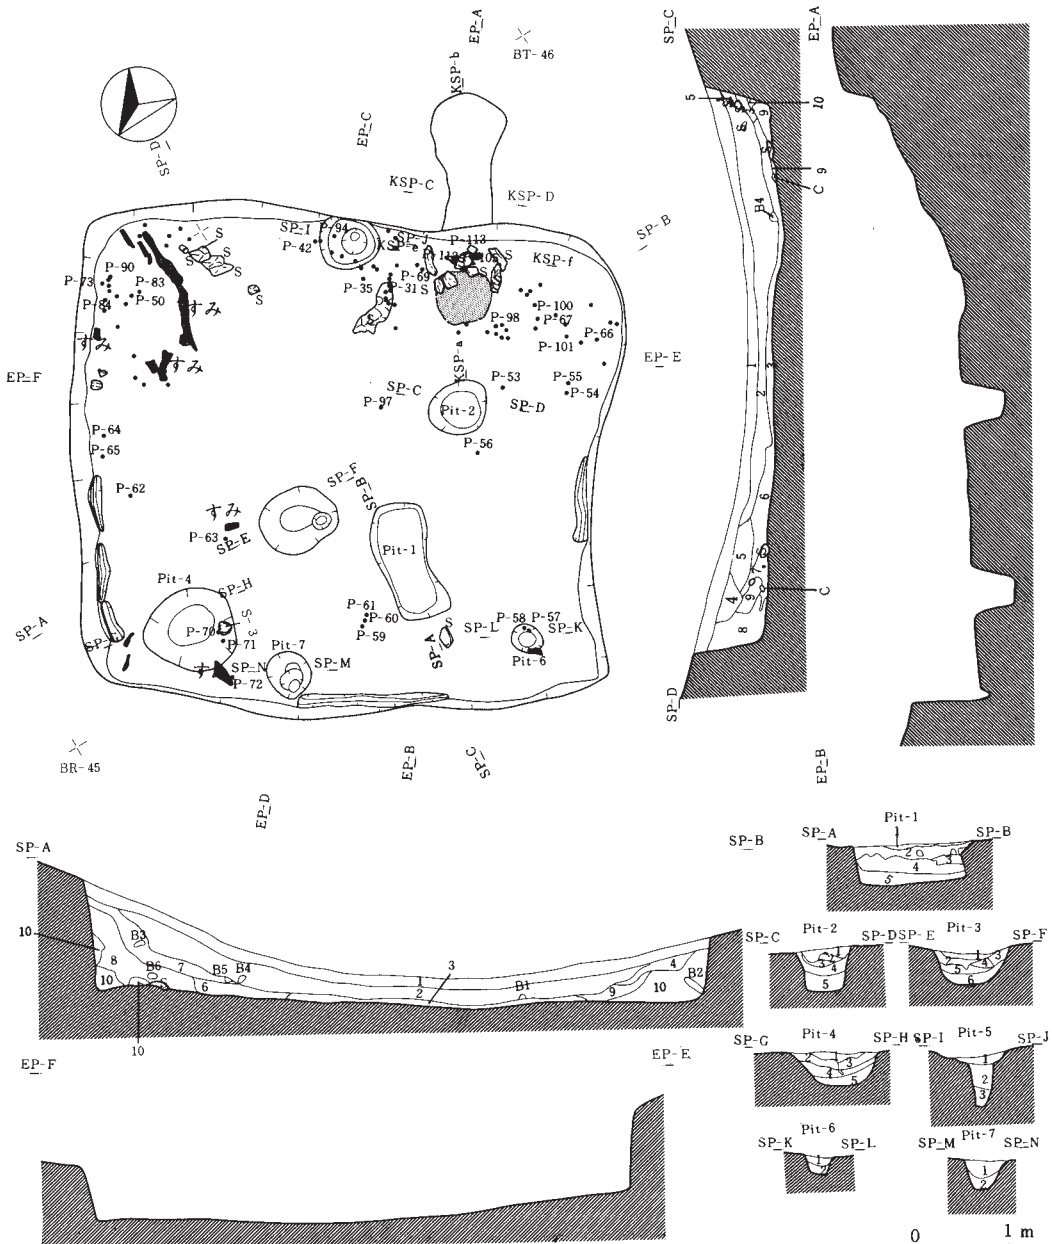 EP-A
BT-46
KSP-b
SP-C
EP-A
EP-C
SP-D
KSP-C
KSP-D
SP-B
S
SP-I
P-94
P-42
SP-J
P-113
KSP-f
P-90
P-73
P-83
P-50
P-84
P-69
P-35
P-31
S
S
すみ
すみ
すみ
P-98
P-100
P-67
P-66
P-101
KSP-a
EP-E
EP-F
SP-C
P-97
Pit-2
P-53
SP-D
P-55
P-54
P-56
P-64
P-65
P-62
SP-F
SP-B
すみ
P-63
SP-E
Pit-1
Pit-4
SP-H
P-61
P-60
P-59
S-3
P-70
P-71
SP-A
SP-N
Pit-7
SP-M
P-72
SP-A
S
SP-L
P-58
P-57
SP-K
Pit-6
5
10
9
9
C
B4
1
2
3
6
5
4
7
9
8
C
SP-D
BR-45
EP-B
SP-C
EP-D
EP-B
SP-A
SP-B
10
B3
8
B6
7
B5
B4
10
6
3
1
2
B1
9
4
10
B2
10
EP-F
EP-E
Pit-1
SP-A
SP-B
1
2
3
4
5
Pit-2
SP-C
SP-D
1
2
3
4
5
Pit-3
SP-E
SP-F
1
2
3
4
5
6
Pit-4
SP-G
SP-H
1
3
4
5
Pit-5
SP-I
SP-J
1
2
3
Pit-6
SP-K
SP-L
1
2
Pit-7
SP-M
SP-N
1
2
0
1 m